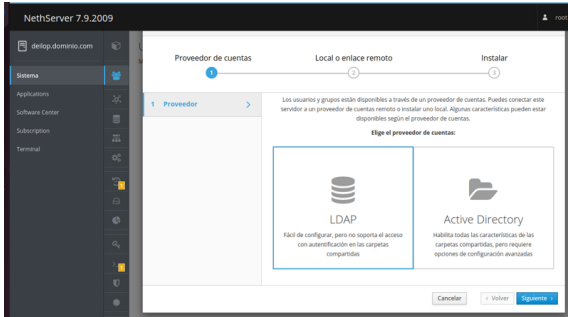 NethServer 7.9.2009
root
deilop.dominio.com
Sistema
Applications
Software Center
Subscription
Terminal
Proveedor de cuentas
Local o enlace remoto
Instalar
1
2
3
1 Proveedor
Los usuarios y grupos están disponibles a través de un proveedor de cuentas. Puedes conectar este
servidor a un proveedor de cuentas remoto o instalar uno local. Algunas características pueden estar
disponibles según el proveedor de cuentas.
Elige el proveedor de cuentas:
LDAP
Fácil de configurar, pero no soporta el acceso
con autentificación en las carpetas
compartidas
Active Directory
Habilita todas las características de las
carpetas compartidas, pero requiere
opciones de configuración avanzadas
1
1
Cancelar
< Volver
Siguiente >